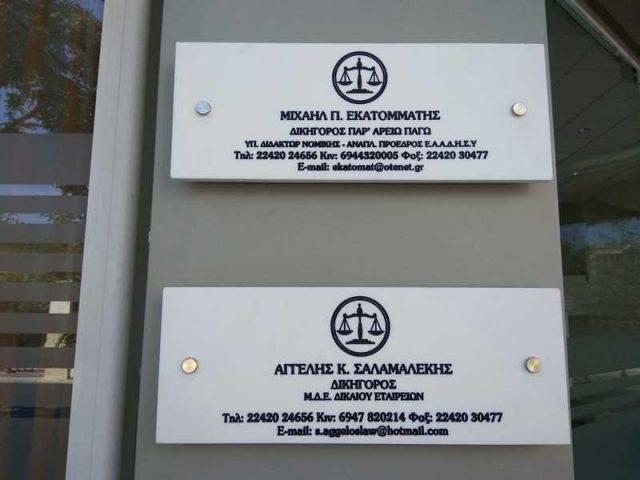 ΜΙΧΑΗΛ Π. ΕΚΑΤΟΜΜΑΤΗΣ
ΔΙΚΗΓΟΡΟΣ ΠΑΡ' ΑΡΕΙΩ ΠΑΓΩ
ΥΠ. ΔΙΔΑΚΤΩΡ ΝΟΜΙΚΗΣ - ΑΝΑΠΛ. ΠΡΟΕΔΡΟΣ Ε.Α.Α.Δ.Η.Σ.Υ
Τηλ: 22420 24656 Κιν: 6944320005 Φαξ: 22420 30477
E-mail: ekatomat@otenet.gr
ΑΓΓΕΛΗΣ Κ. ΣΑΛΑΜΑΛΕΚΗΣ
ΔΙΚΗΓΟΡΟΣ
Μ.Δ.Ε. ΔΙΚΑΙΟΥ ΕΤΑΙΡΕΙΩΝ
Τηλ: 22420 24656 Κιν: 6947 820214 Φαξ: 22420 30477
E-mail: s.aggeloslaw@hotmail.com